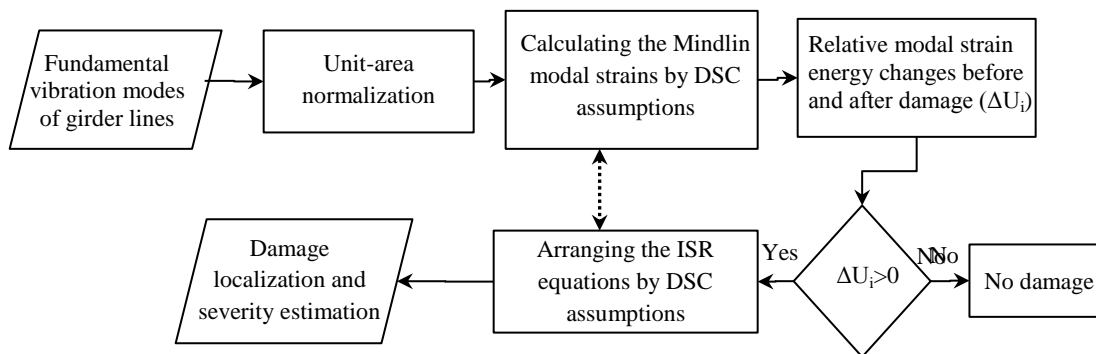 Fundamental
vibration modes
of girder lines
Unit-area
normalization
Calculating the Mindlin
modal strains by DSC
assumptions
Relative modal strain
energy changes before
and after damage (ΔUi)
ΔUi>0
Yes
No
No
No damage
Arranging the ISR
equations by DSC
assumptions
Damage
localization and
severity estimation